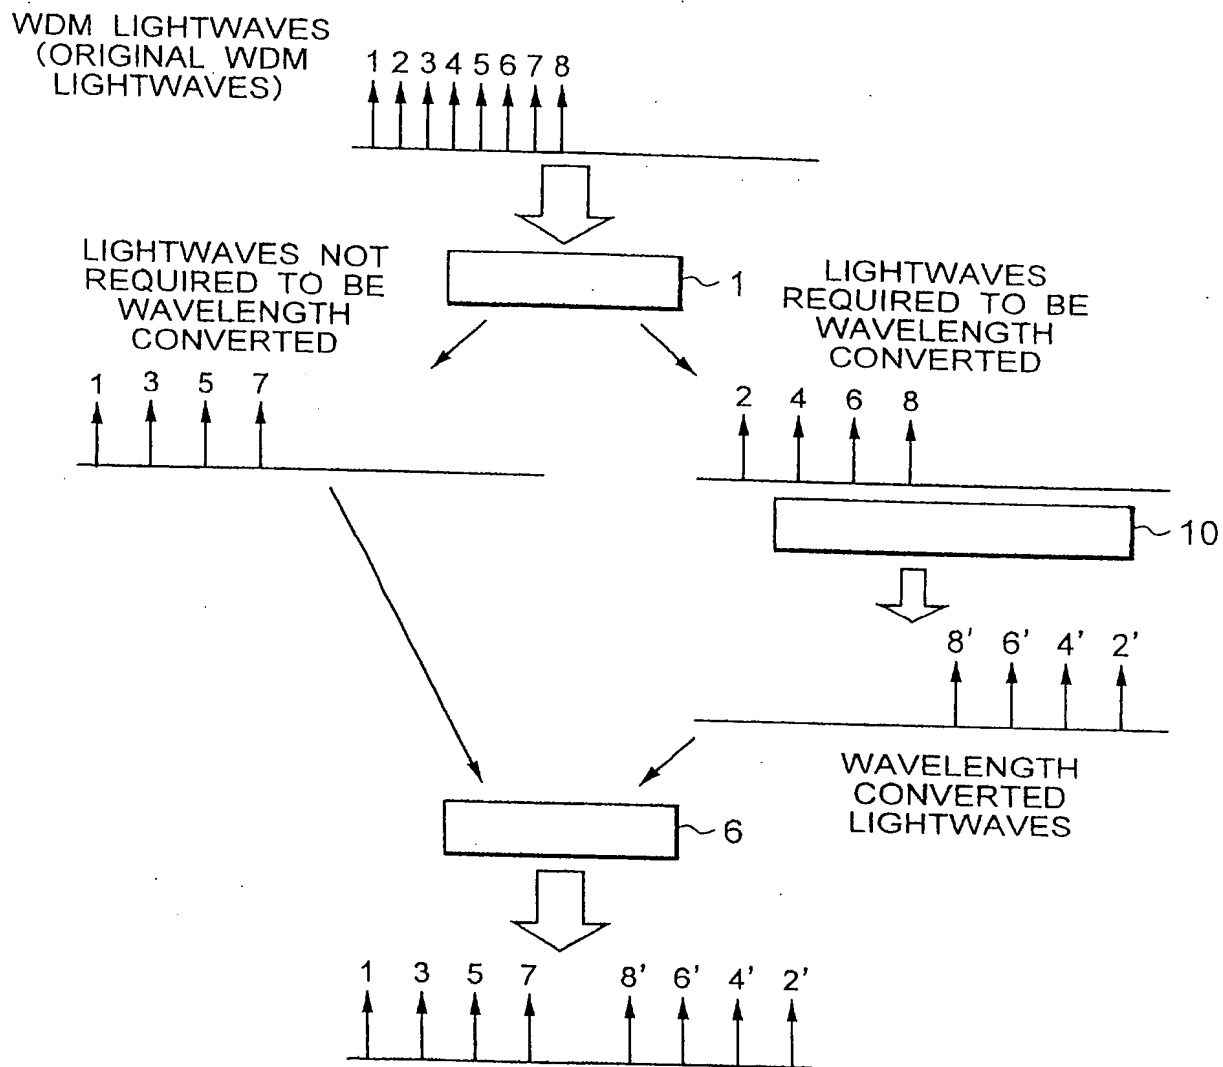 WDM LIGHTWAVES
(ORIGINAL WDM
LIGHTWAVES)
1 2 3 4 5 6 7 8
LIGHTWAVES NOT
REQUIRED TO BE
WAVELENGTH
CONVERTED
1
LIGHTWAVES
REQUIRED TO BE
WAVELENGTH
CONVERTED
1 3 5 7
2 4 6 8
10
8' 6' 4' 2'
WAVELENGTH
CONVERTED
LIGHTWAVES
6
1 3 5 7 8' 6' 4' 2'